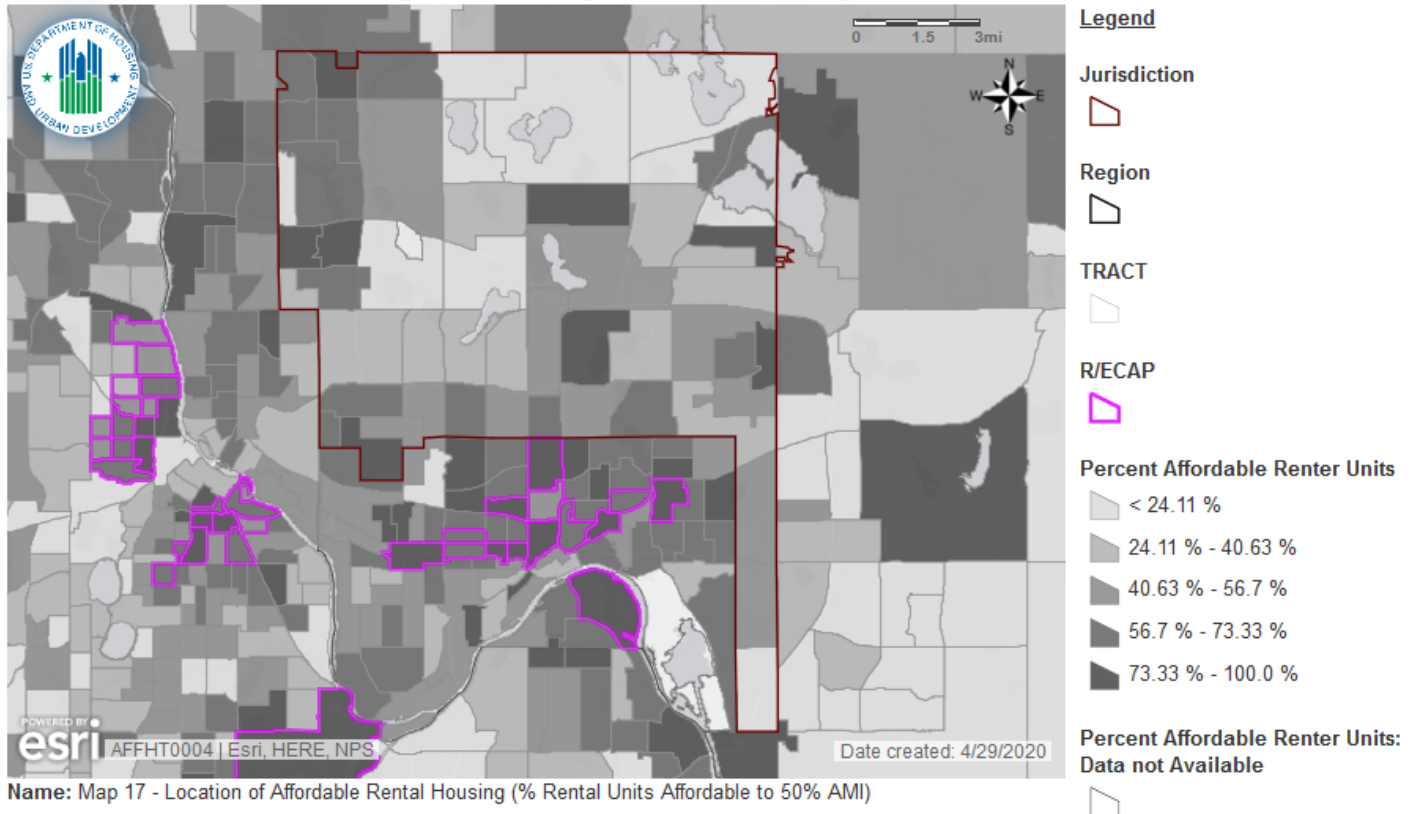 U.S. DEPARTMENT OF HOUSING
AND URBAN DEVELOPMENT
0 1.5 3mi
N
W E
S
POWERED BY
esri
AFFHT0004 | Esri, HERE, NPS
Date created: 4/29/2020
Name: Map 17 - Location of Affordable Rental Housing (% Rental Units Affordable to 50% AMI)
Legend
Jurisdiction
Region
TRACT
R/ECAP
Percent Affordable Renter Units
< 24.11 %
24.11 % - 40.63 %
40.63 % - 56.7 %
56.7 % - 73.33 %
73.33 % - 100.0 %
Percent Affordable Renter Units:
Data not Available